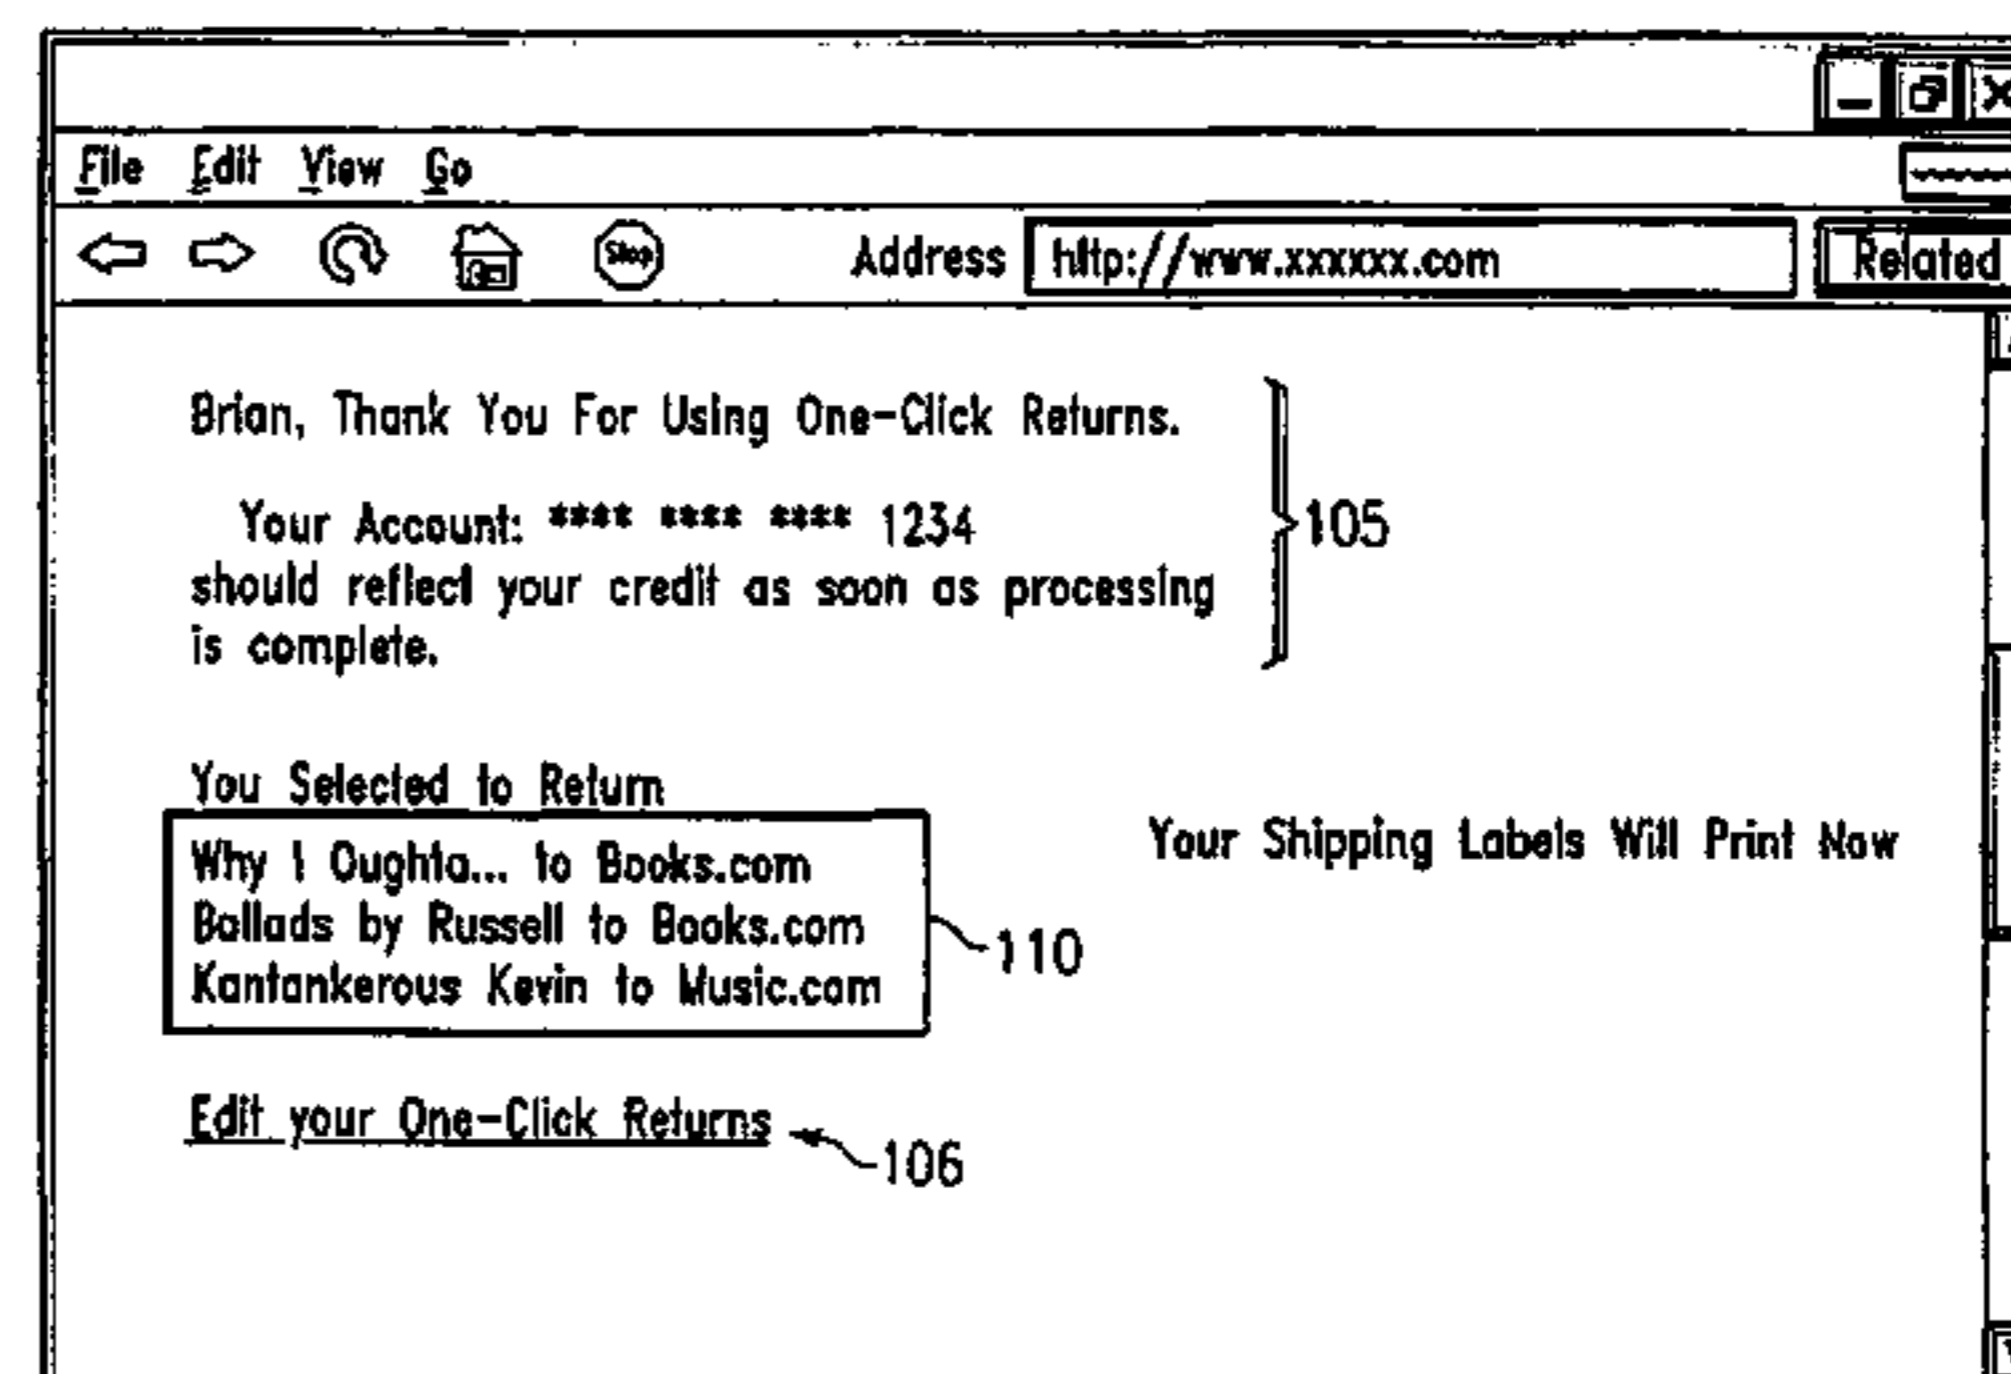 File Edit View Go
Stop Address http://www.xxxxxx.com Related
Brian, Thank You For Using One-Click Returns.
Your Account: **** **** **** 1234
105
should reflect your credit as soon as processing
is complete.
You Selected to Return
Why I Oughta... to Books.com
Your Shipping Labels Will Print Now
Ballads by Russell to Books.com
110
Kantankerous Kevin to Music.com
Edit your One-Click Returns
106